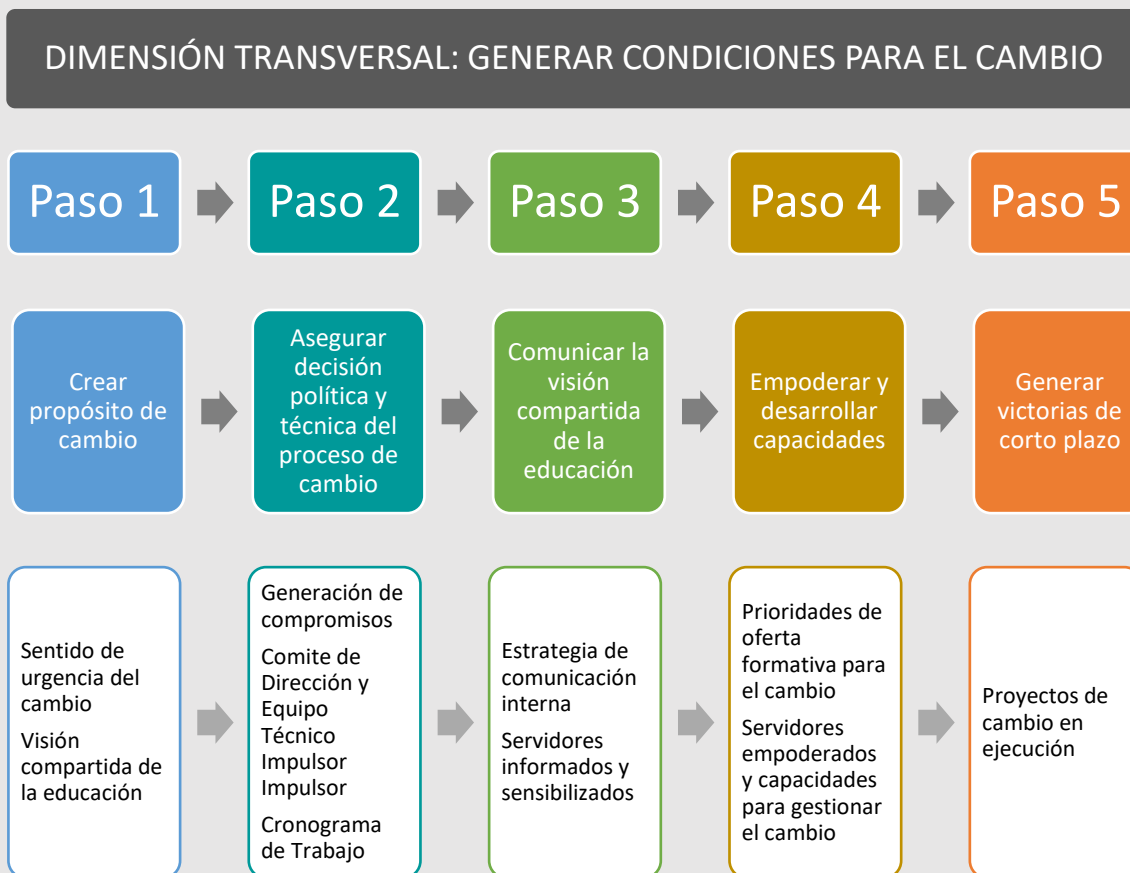 DIMENSIÓN TRANSVERSAL: GENERAR CONDICIONES PARA EL CAMBIO
Paso 1
Paso 2
Paso 3
Paso 4
Paso 5
Crear
propósito de
cambio
Asegurar
decisión
política y
técnica del
proceso de
cambio
Comunicar la
visión
compartida
de la
educación
Empoderar y
desarrollar
capacidades
Generar
victorias de
corto plazo
Sentido de
urgencia del
cambio
Visión
compartida de
la educación
Generación de
compromisos
Comite de
Dirección y
Equipo
Técnico
Impulsor
Impulsor
Cronograma
de Trabajo
Estrategia de
comunicación
interna
Servidores
informados y
sensibilizados
Prioridades de
oferta
formativa para
el cambio
Servidores
empoderados
y capacidades
para gestionar
el cambio
Proyectos de
cambio en
ejecución